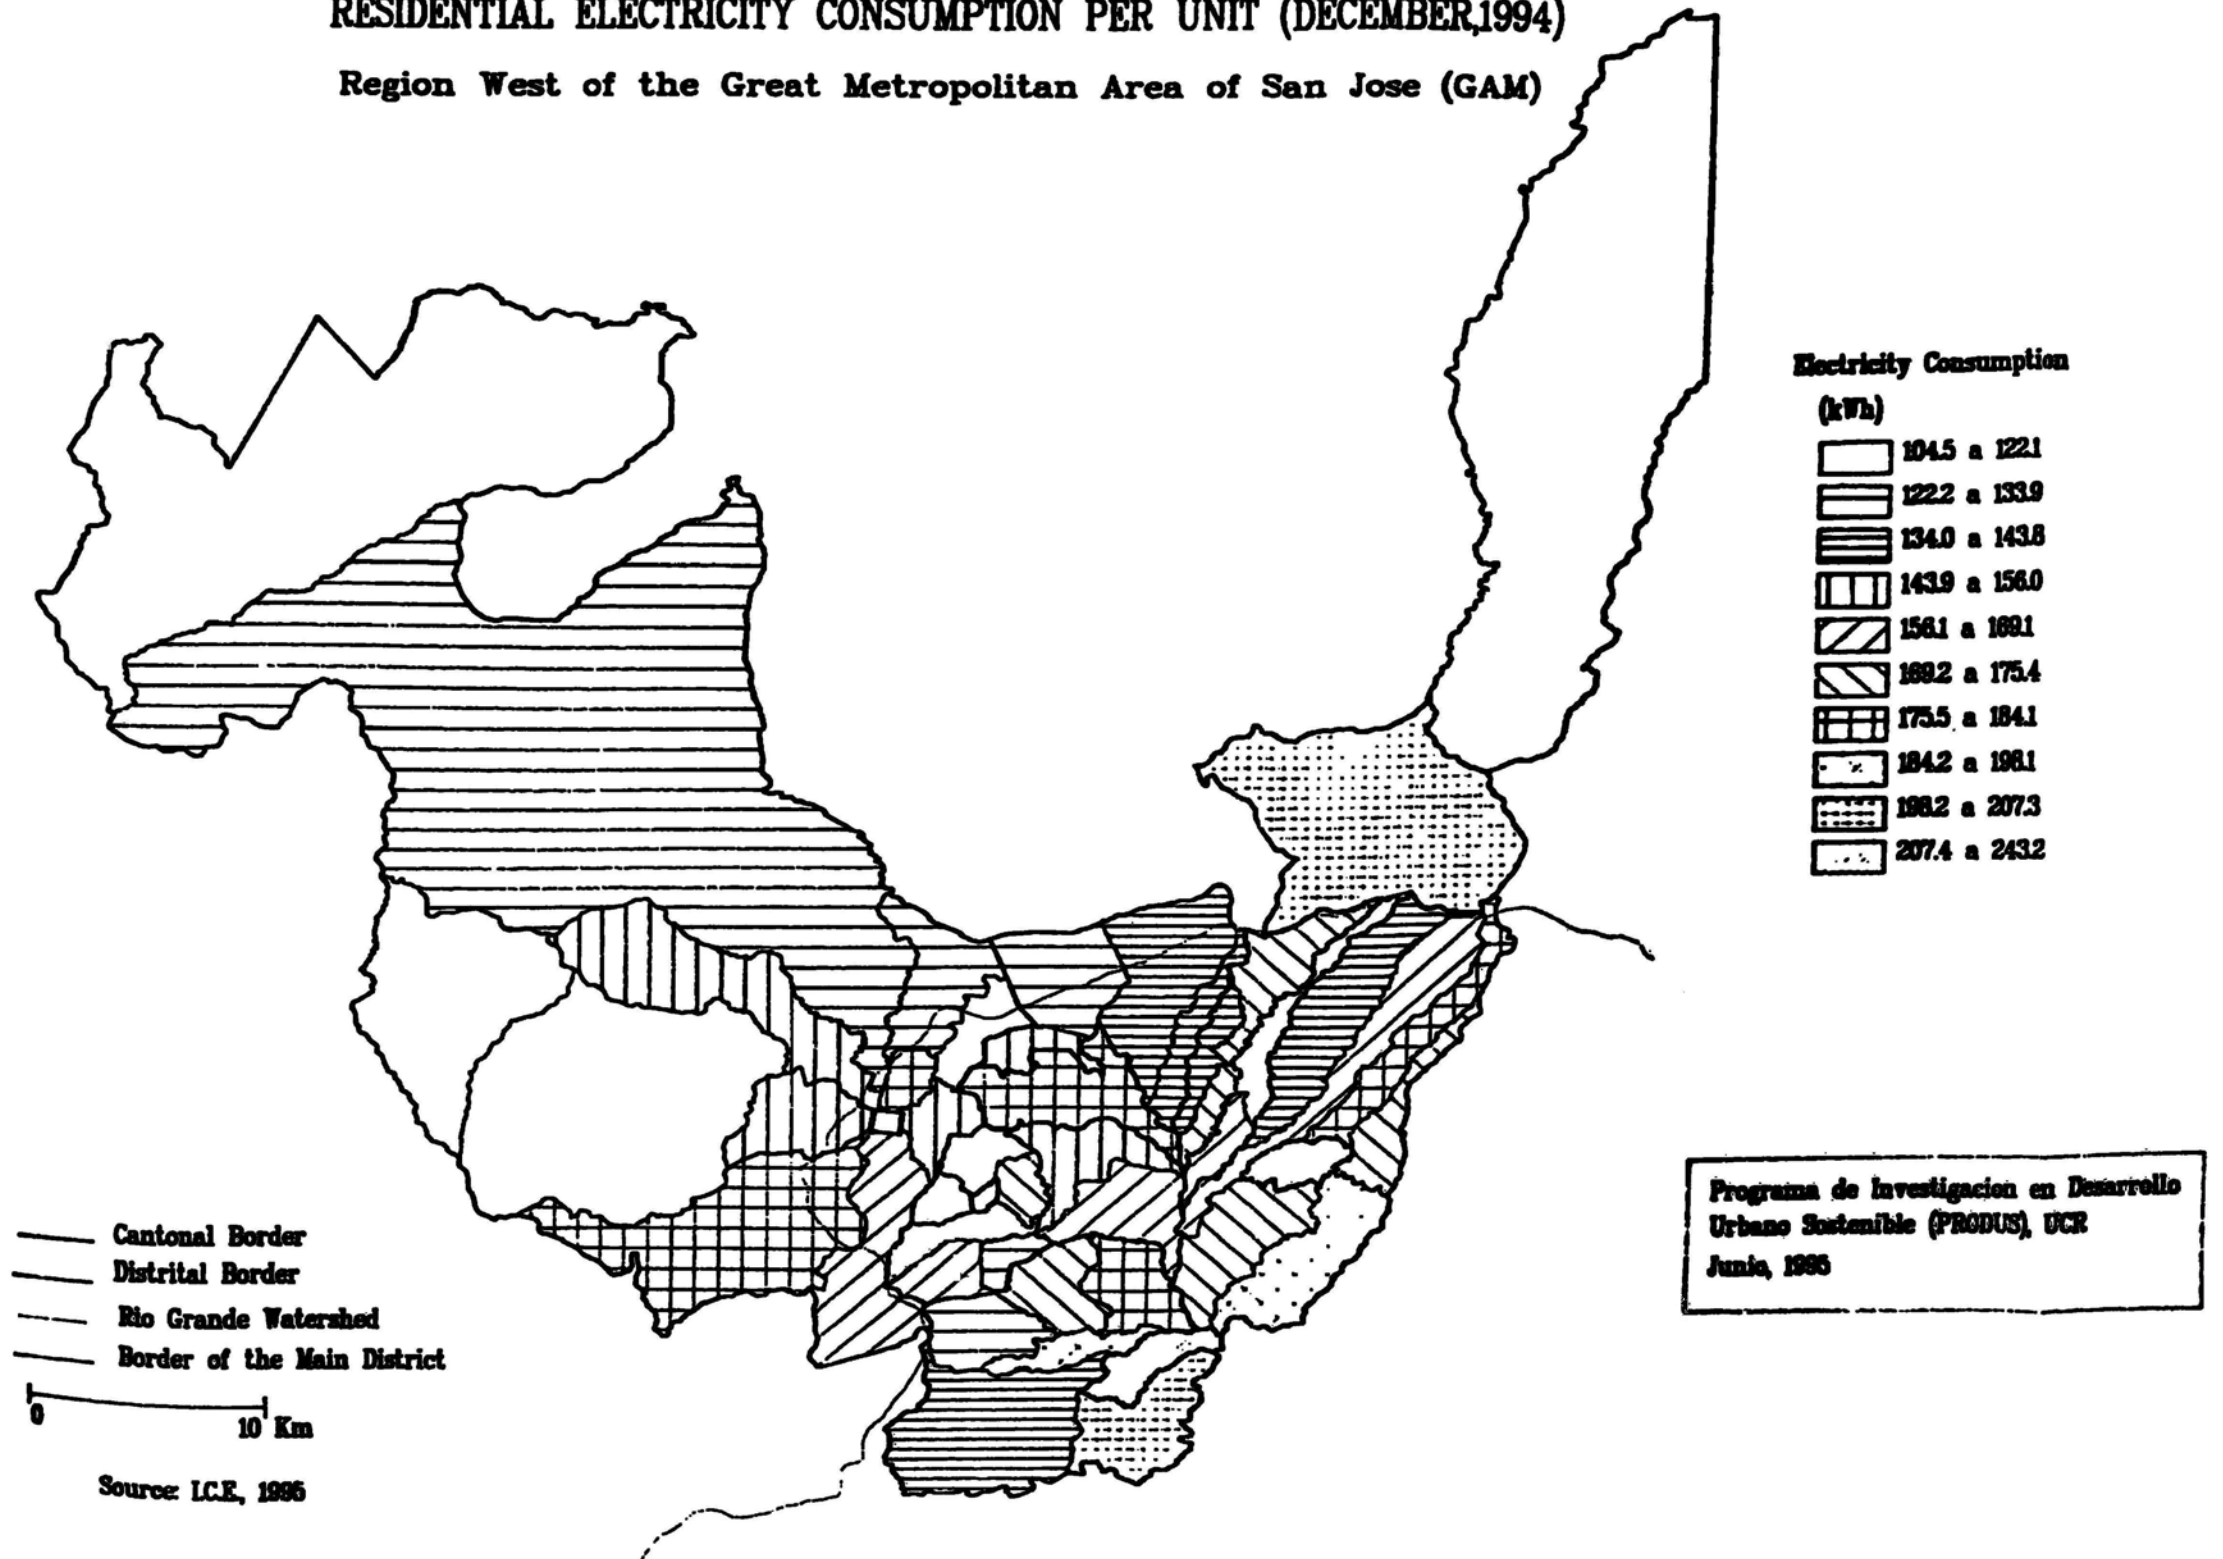 RESIDENTIAL ELECTRICITY CONSUMPTION PER UNIT (DECEMBER,1994)
Region West of the Great Metropolitan Area of San Jose (GAM)
Electricity Consumption
(kWh)
104.5 a 122.1
122.2 a 133.9
134.0 a 143.8
143.9 a 156.0
156.1 a 169.1
169.2 a 175.4
175.5 a 184.1
184.2 a 198.1
198.2 a 207.3
207.4 a 243.2
Programa de Investigacion en Desarrollo
Urbano Sostenible (PRODUS), UCR
Junio, 1995
Cantonal Border
Distrital Border
Rio Grande Watershed
Border of the Main District
0 10 Km
Source: I.C.E., 1995